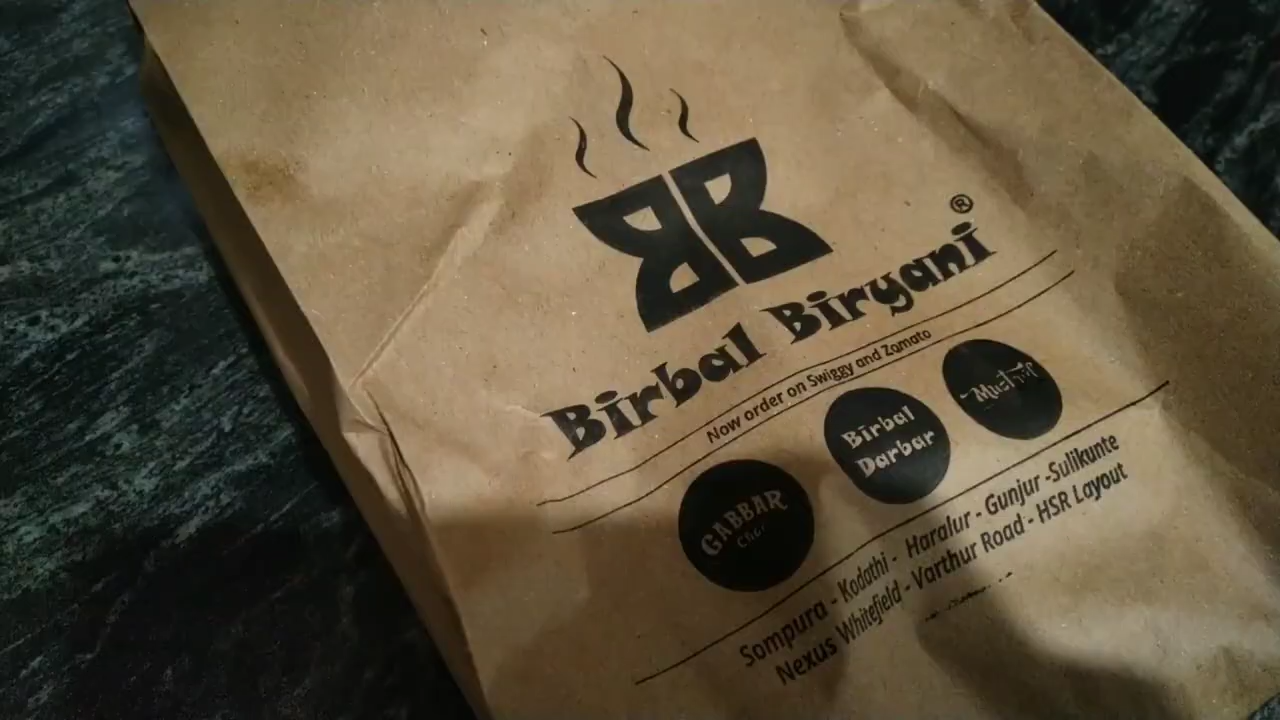 BB
Birbal Biryani ®
Now order on Swiggy and Zomato
GABBAR
Birbal
Darbar
Sompura - Kodathi - Haralur - Gunjur -Sulikunte
Nexus Whitefield - Varthur Road - HSR Layout